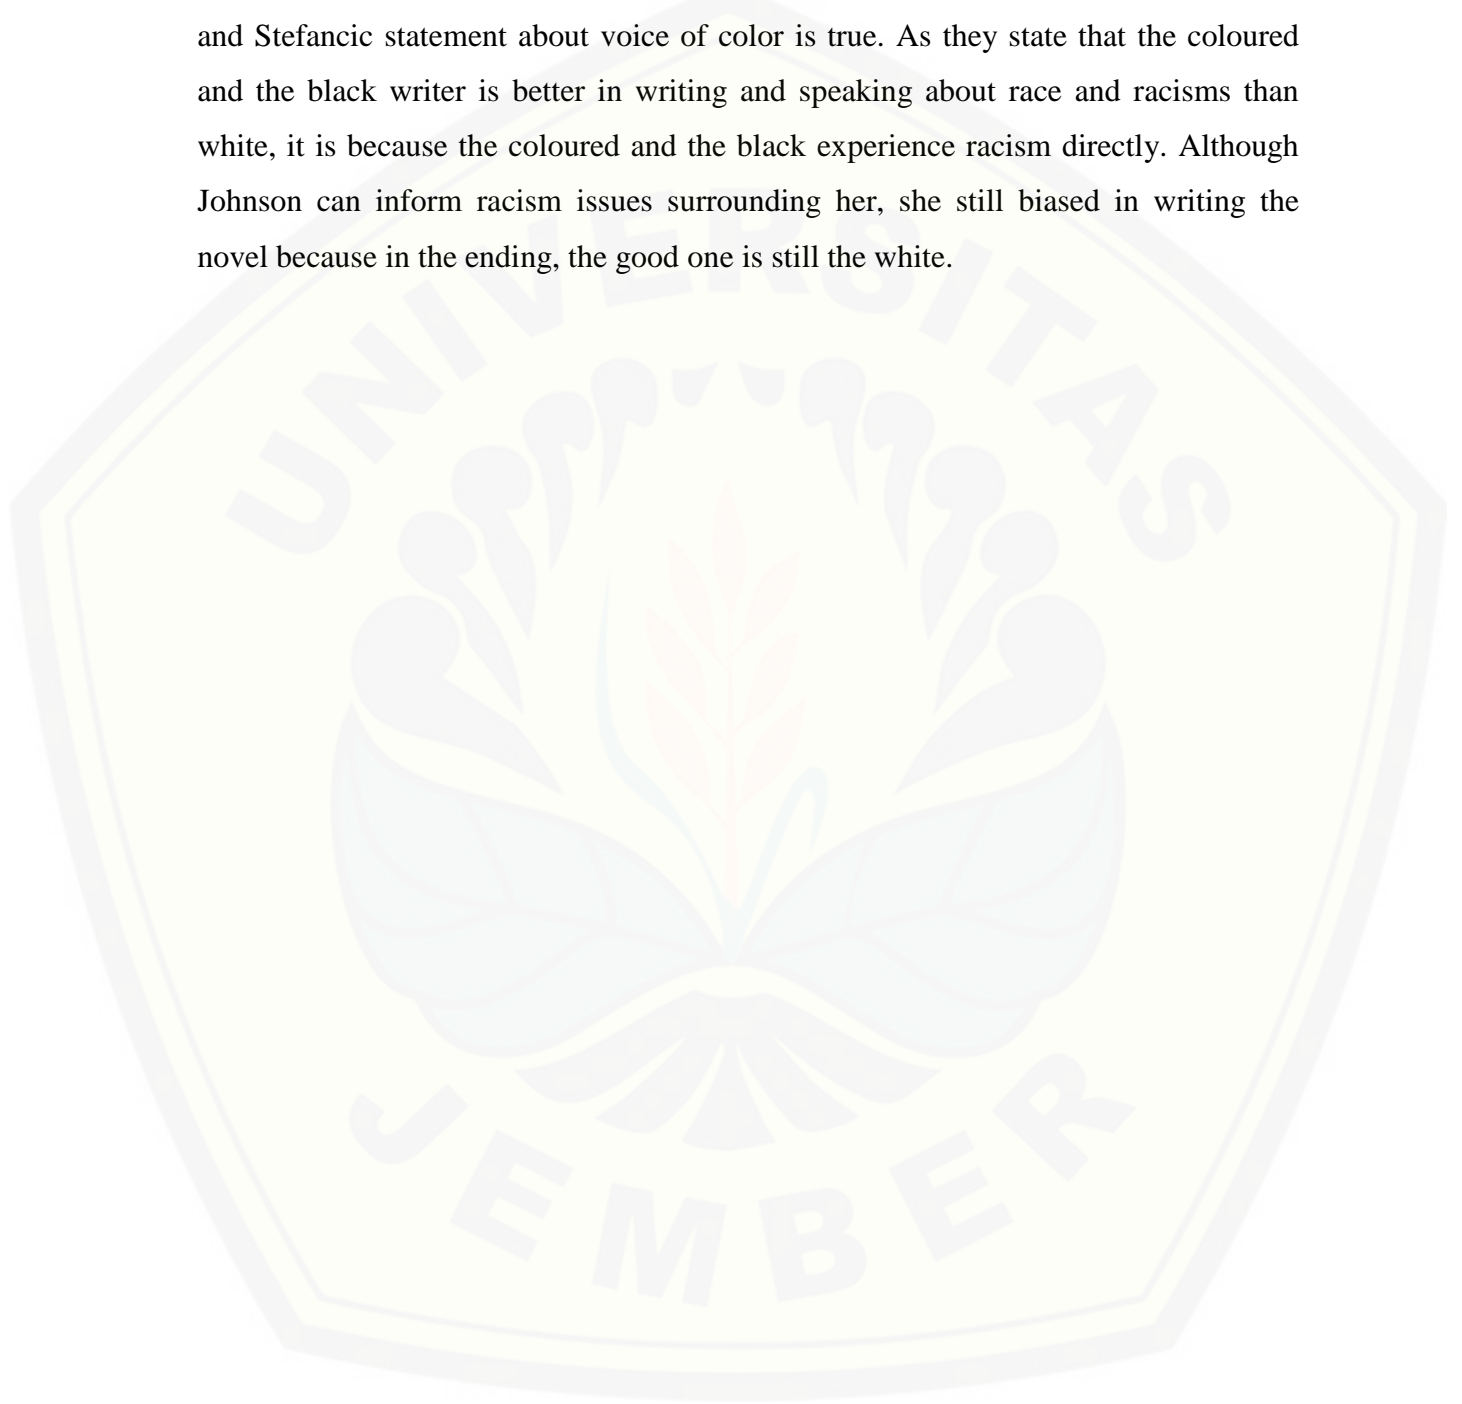 and Stefancic statement about voice of color is true. As they state that the coloured
and the black writer is better in writing and speaking about race and racisms than
white, it is because the coloured and the black experience racism directly. Although
Johnson can inform racism issues surrounding her, she still biased in writing the
novel because in the ending, the good one is still the white.
UNIVERSITAS
JEMBER